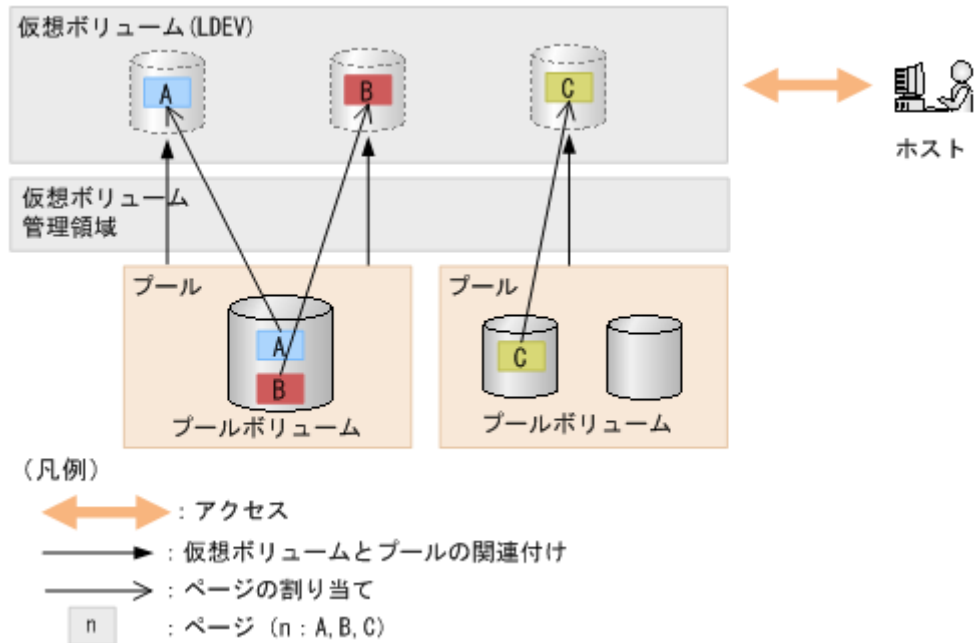 仮想ボリューム(LDEV)
A
B
C
ホスト
仮想ボリューム
管理領域
プール
プール
A
B
C
プールボリューム
プールボリューム
(凡例)
:アクセス
:仮想ボリュームとプールの関連付け
:ページの割り当て
n
:ページ (n:A,B,C)